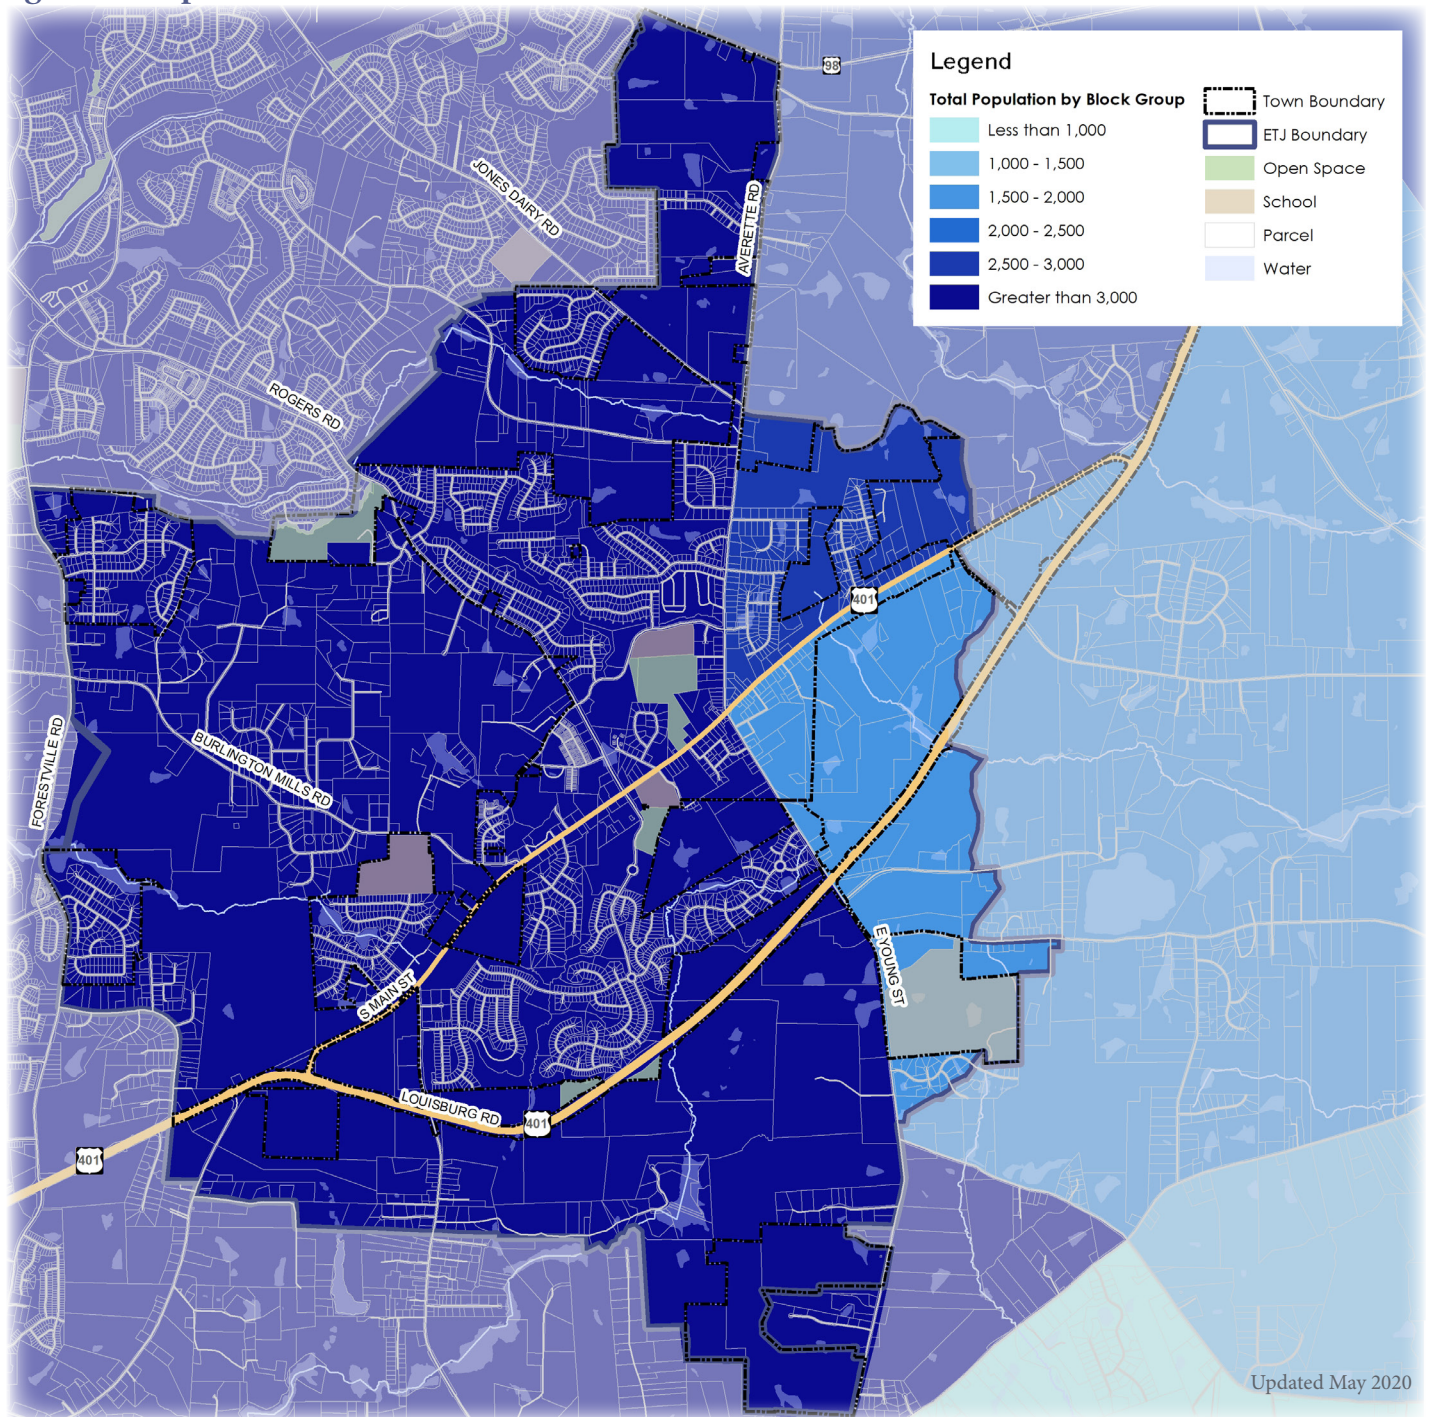 98
Legend
Total Population by Block Group
Less than 1,000
1,000 - 1,500
1,500 - 2,000
2,000 - 2,500
2,500 - 3,000
Greater than 3,000
Town Boundary
ETJ Boundary
Open Space
School
Parcel
Water
JONES DAIRY RD
AVERETTE RD
ROGERS RD
401
FORESTVILLE RD
BURLINGTON MILLS RD
E YOUNG ST
S MAIN ST
LOUISBURG RD
401
401
Updated May 2020